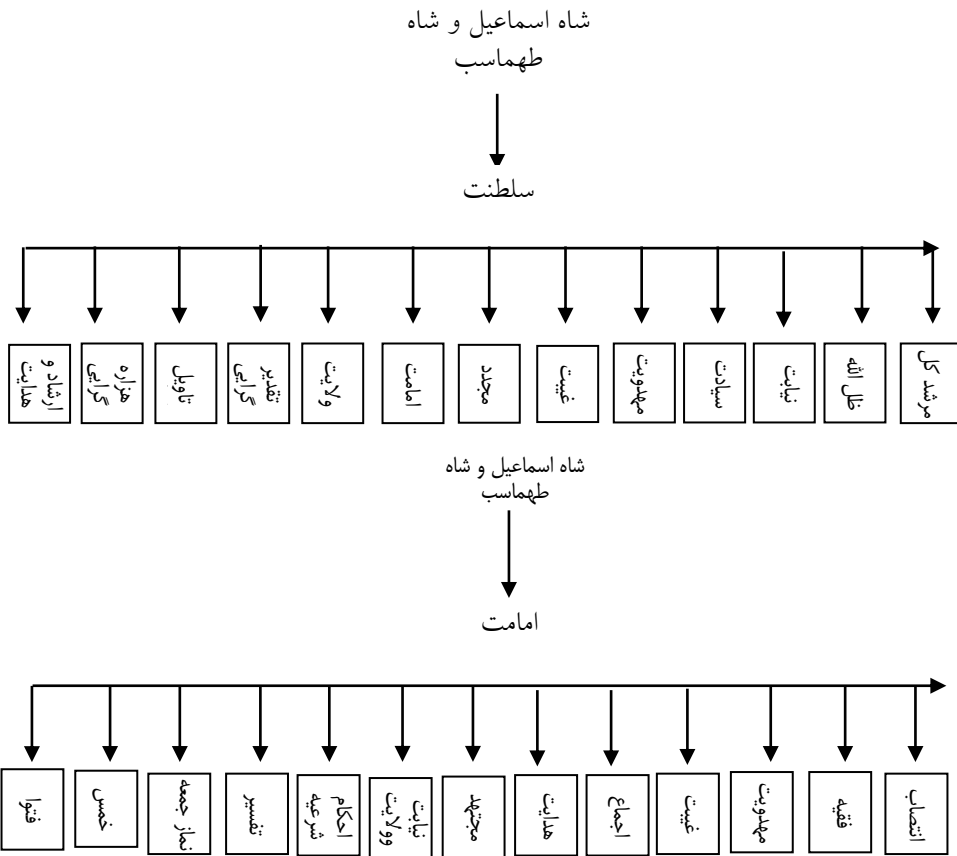 شاه اسماعیل و شاه
طهماسب
سلطنت
مرشد کل
ظل الله
نیابت
سیادت
مهدویت
غیبت
مجدد
امامت
ولایت
تقدیر
گرایی
تاویل
هزاره
گرایی
ارشاد و
هدایت
شاه اسماعیل و شاه
طهماسب
امامت
انتصاب
فقیه
مهدویت
غیبت
اجماع
هدایت
مجتهد
نیابت
وولایت
احکام
شرعیه
تفسیر
نماز جمعه
خمس
فتوا